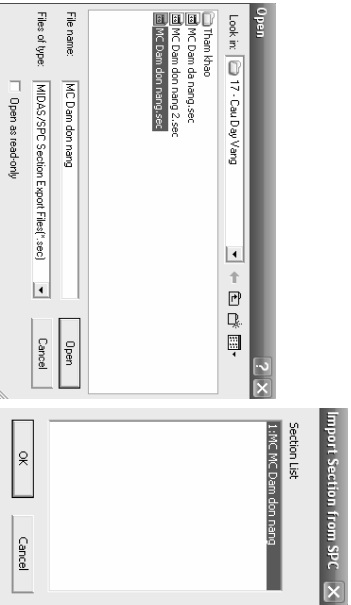 Open
Look in: 17 - Cau Day Vang
Tham khao
MC Dam da nang.sec
MC Dam don nang 2.sec
MC Dam don nang.sec
File name: MC Dam don nang Open
Files of type: MIDAS/SPC Section Export Files(*.sec) Cancel
Open as read-only
Import Section from SPC
Section List
1:MC MC Dam don nang
OK Cancel